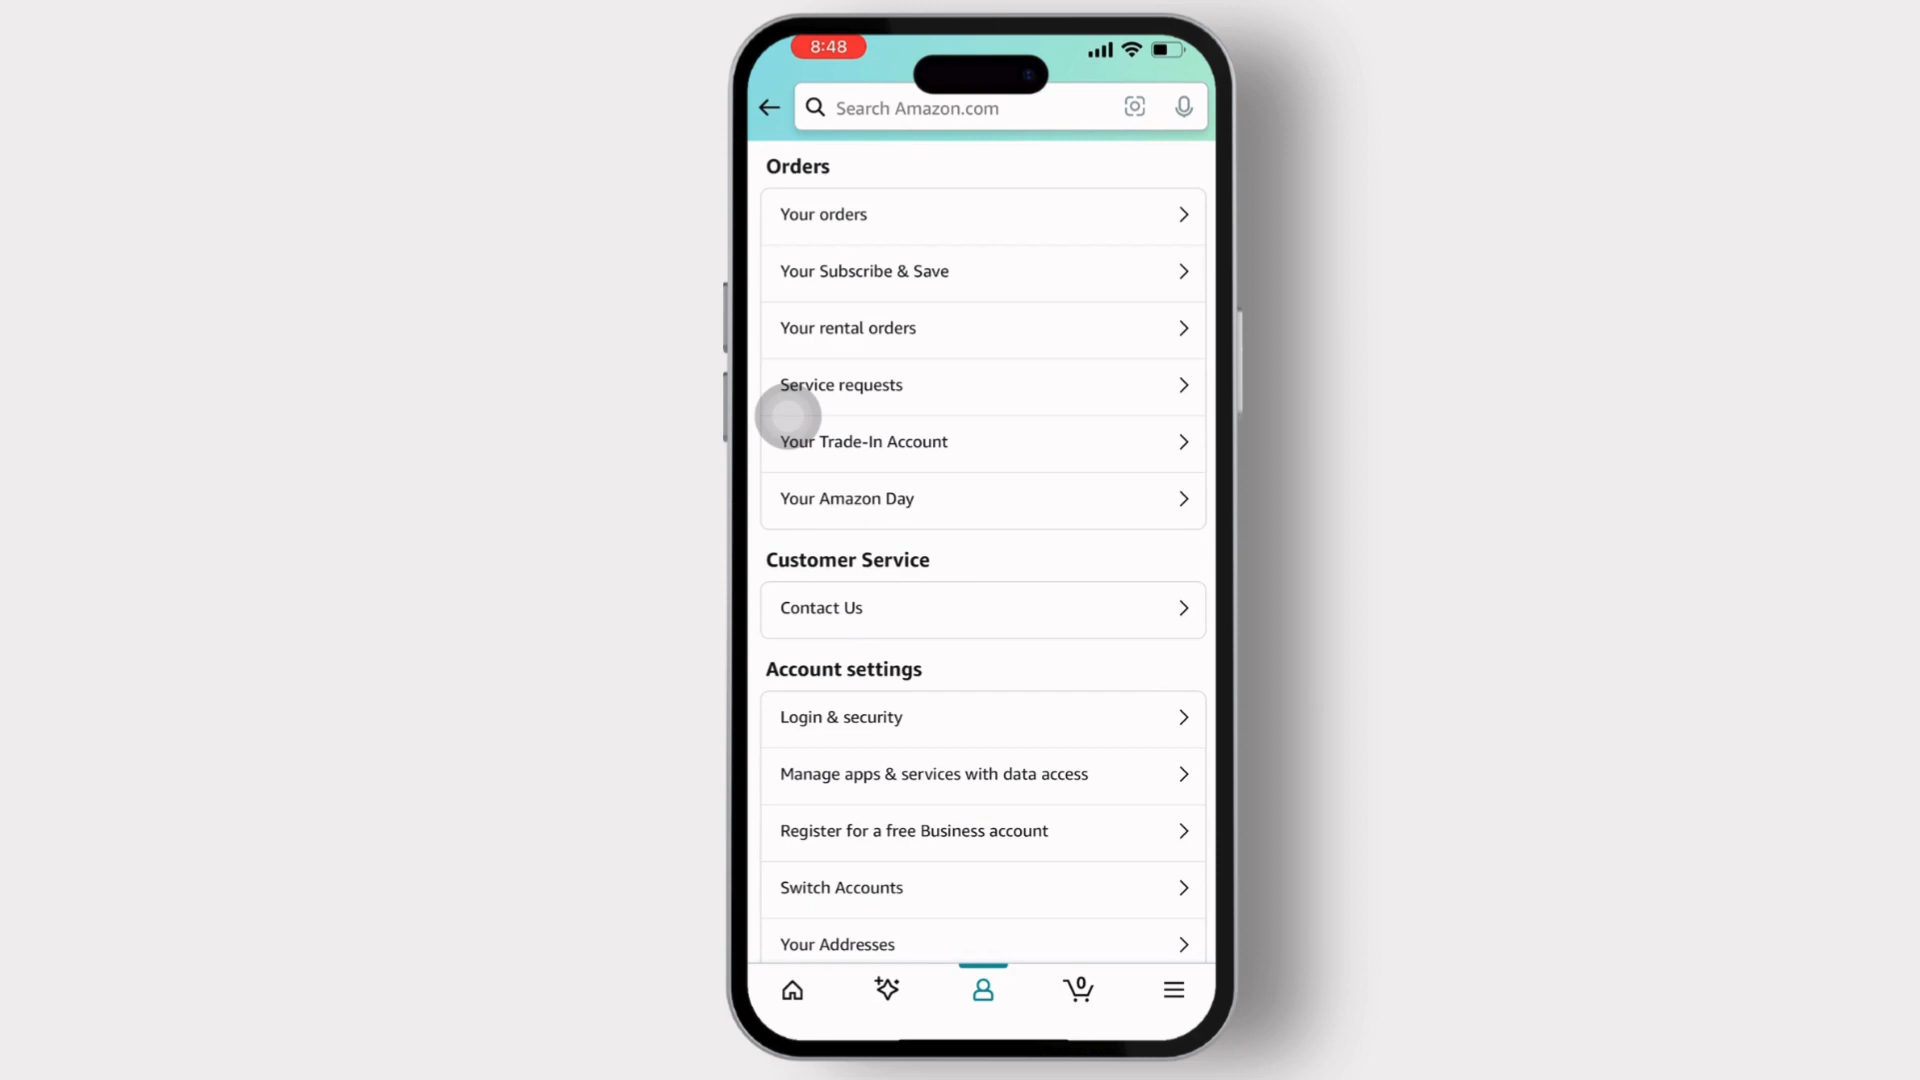 8:48
Search Amazon.com
Orders
Your orders
Your Subscribe & Save
Your rental orders
Service requests
Your Trade-In Account
Your Amazon Day
Customer Service
Contact Us
Account settings
Login & security
Manage apps & services with data access
Register for a free Business account
Switch Accounts
Your Addresses
0